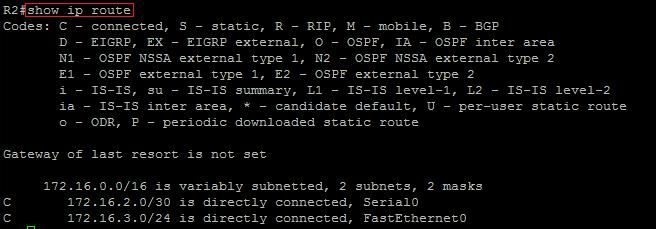 R2#show ip route
Codes: C - connected, S - static, R - RIP, M - mobile, B - BGP
D - EIGRP, EX - EIGRP external, O - OSPF, IA - OSPF inter area
N1 - OSPF NSSA external type 1, N2 - OSPF NSSA external type 2
E1 - OSPF external type 1, E2 - OSPF external type 2
i - IS-IS, su - IS-IS summary, L1 - IS-IS level-1, L2 - IS-IS level-2
ia - IS-IS inter area, * - candidate default, U - per-user static route
o - ODR, P - periodic downloaded static route
Gateway of last resort is not set
172.16.0.0/16 is variably subnetted, 2 subnets, 2 masks
C 172.16.2.0/30 is directly connected, Serial0
C 172.16.3.0/24 is directly connected, FastEthernet0